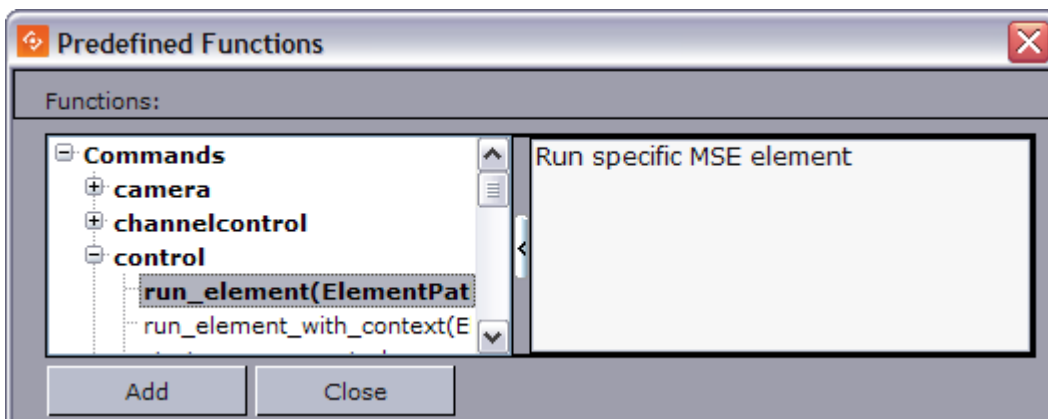 Predefined Functions
Functions:
Commands
camera
channelcontrol
control
run_element(ElementPat
run_element_with_context(E
Run specific MSE element
Add
Close